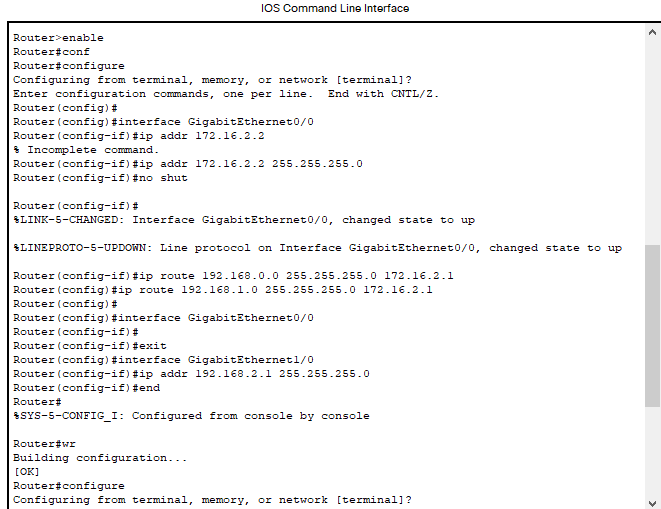 IOS Command Line Interface
Router>enable
Router#conf
Router#configure
Configuring from terminal, memory, or network [terminal]?
Enter configuration commands, one per line.  End with CNTL/Z.
Router(config)#
Router(config)#interface GigabitEthernet0/0
Router(config-if)#ip addr 172.16.2.2
% Incomplete command.
Router(config-if)#ip addr 172.16.2.2 255.255.255.0
Router(config-if)#no shut
Router(config-if)#
%LINK-5-CHANGED: Interface GigabitEthernet0/0, changed state to up
%LINEPROTO-5-UPDOWN: Line protocol on Interface GigabitEthernet0/0, changed state to up
Router(config-if)#ip route 192.168.0.0 255.255.255.0 172.16.2.1
Router(config)#ip route 192.168.1.0 255.255.255.0 172.16.2.1
Router(config)#
Router(config)#interface GigabitEthernet0/0
Router(config-if)#
Router(config-if)#exit
Router(config)#interface GigabitEthernet1/0
Router(config-if)#ip addr 192.168.2.1 255.255.255.0
Router(config-if)#end
Router#
%SYS-5-CONFIG_I: Configured from console by console
Router#wr
Building configuration...
[OK]
Router#configure
Configuring from terminal, memory, or network [terminal]?